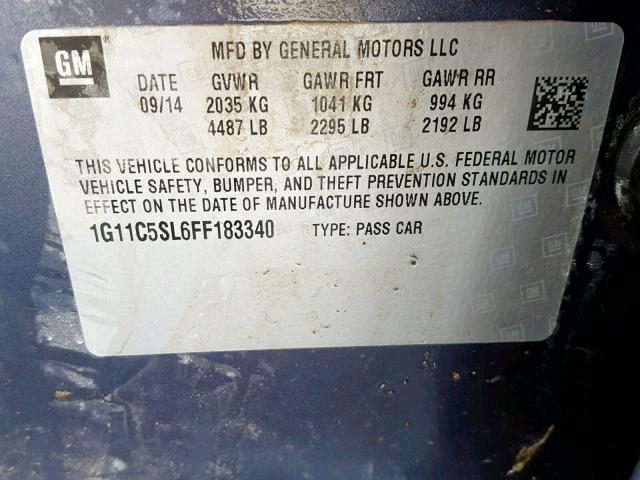 GM
MFD BY GENERAL MOTORS LLC
DATE GVWR GAWR FRT GAWR RR
09/14 2035 KG 1041 KG 994 KG
4487 LB 2295 LB 2192 LB
THIS VEHICLE CONFORMS TO ALL APPLICABLE U.S. FEDERAL MOTOR
VEHICLE SAFETY, BUMPER, AND THEFT PREVENTION STANDARDS IN
EFFECT ON THE DATE OF MANUFACTURE SHOWN ABOVE.
1G11C5SL6FF183340 TYPE: PASS CAR